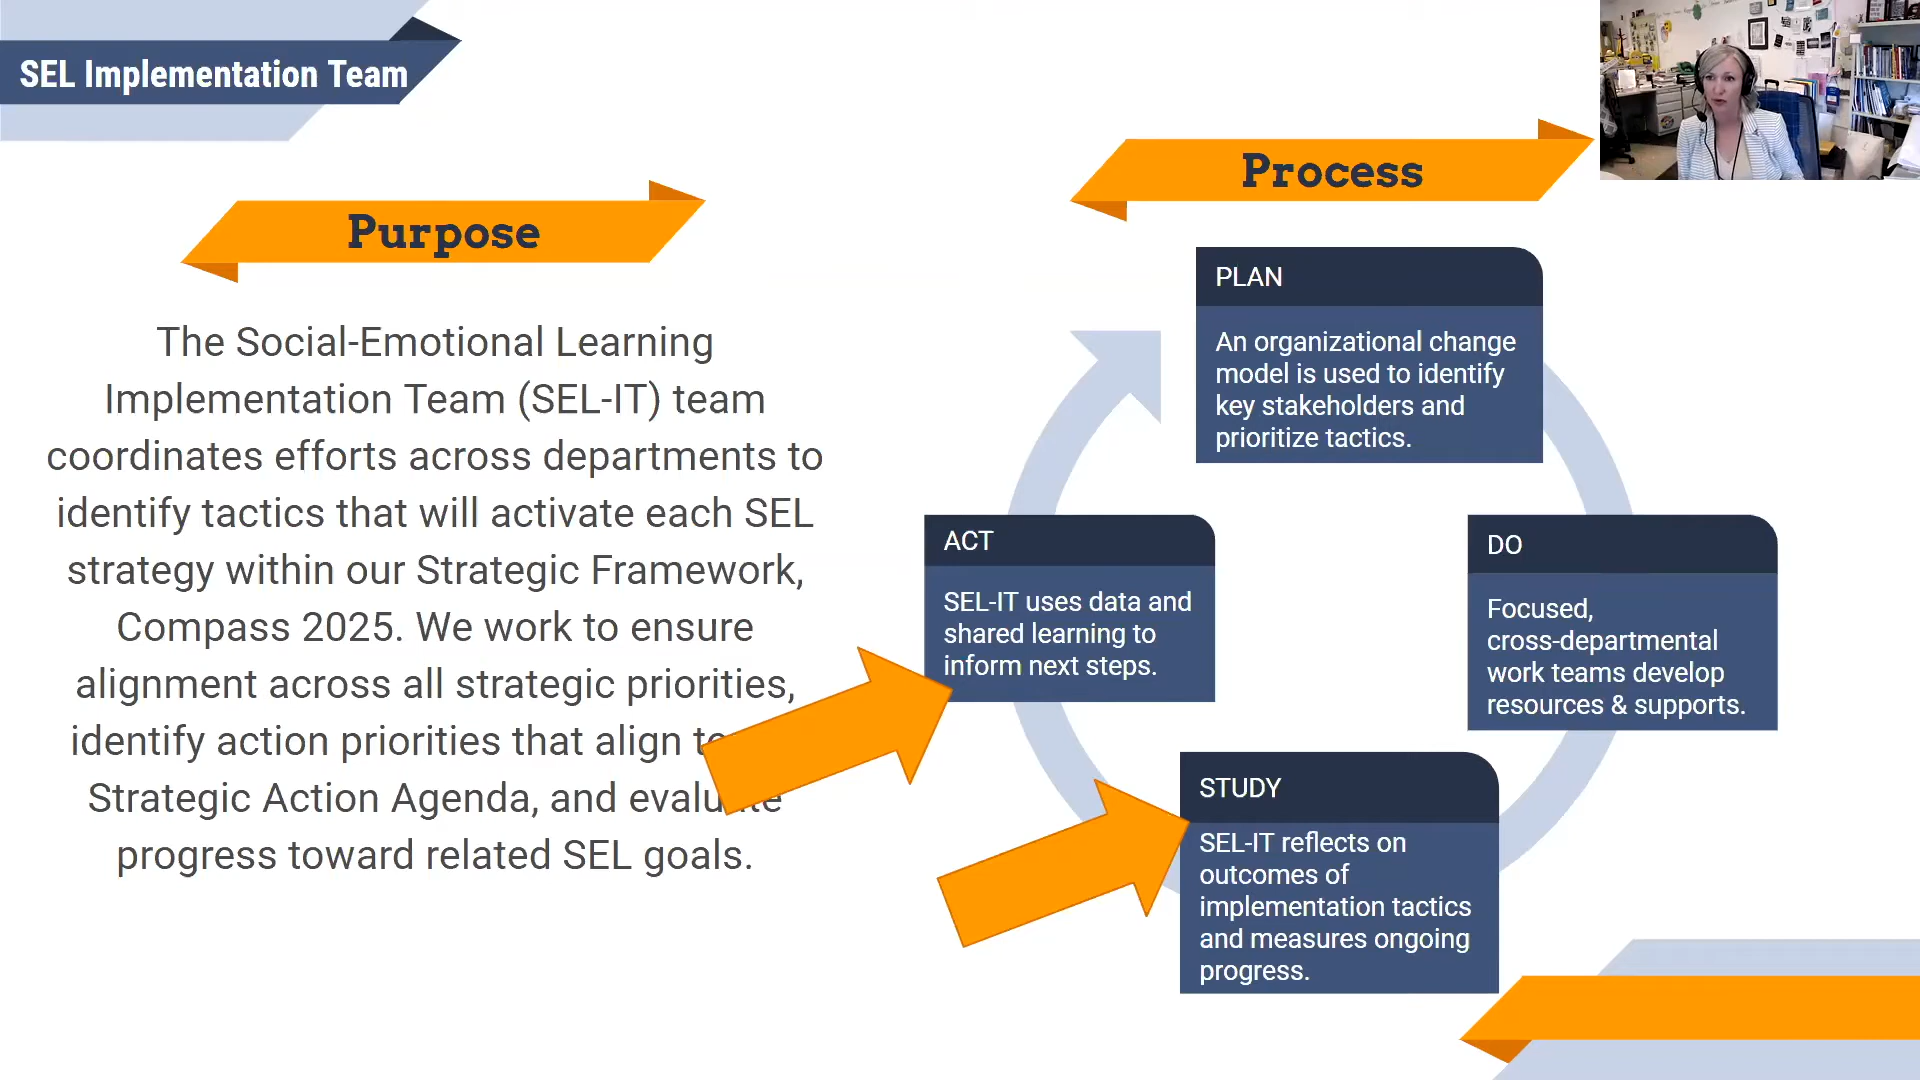 SEL Implementation Team
Purpose
The Social-Emotional Learning
Implementation Team (SEL-IT) team
coordinates efforts across departments to
identify tactics that will activate each SEL
strategy within our Strategic Framework,
Compass 2025. We work to ensure
alignment across all strategic priorities,
identify action priorities that align
Strategic Action Agenda, and
progress toward related SEL goals.
Process
PLAN
An organizational change
model is used to identify
key stakeholders and
prioritize tactics.
DO
Focused,
cross-departmental
work teams develop
resources & supports.
STUDY
SEL-IT reflects on
outcomes of
implementation tactics
and measures ongoing
progress.
ACT
SEL-IT uses data and
shared learning to
inform next steps.